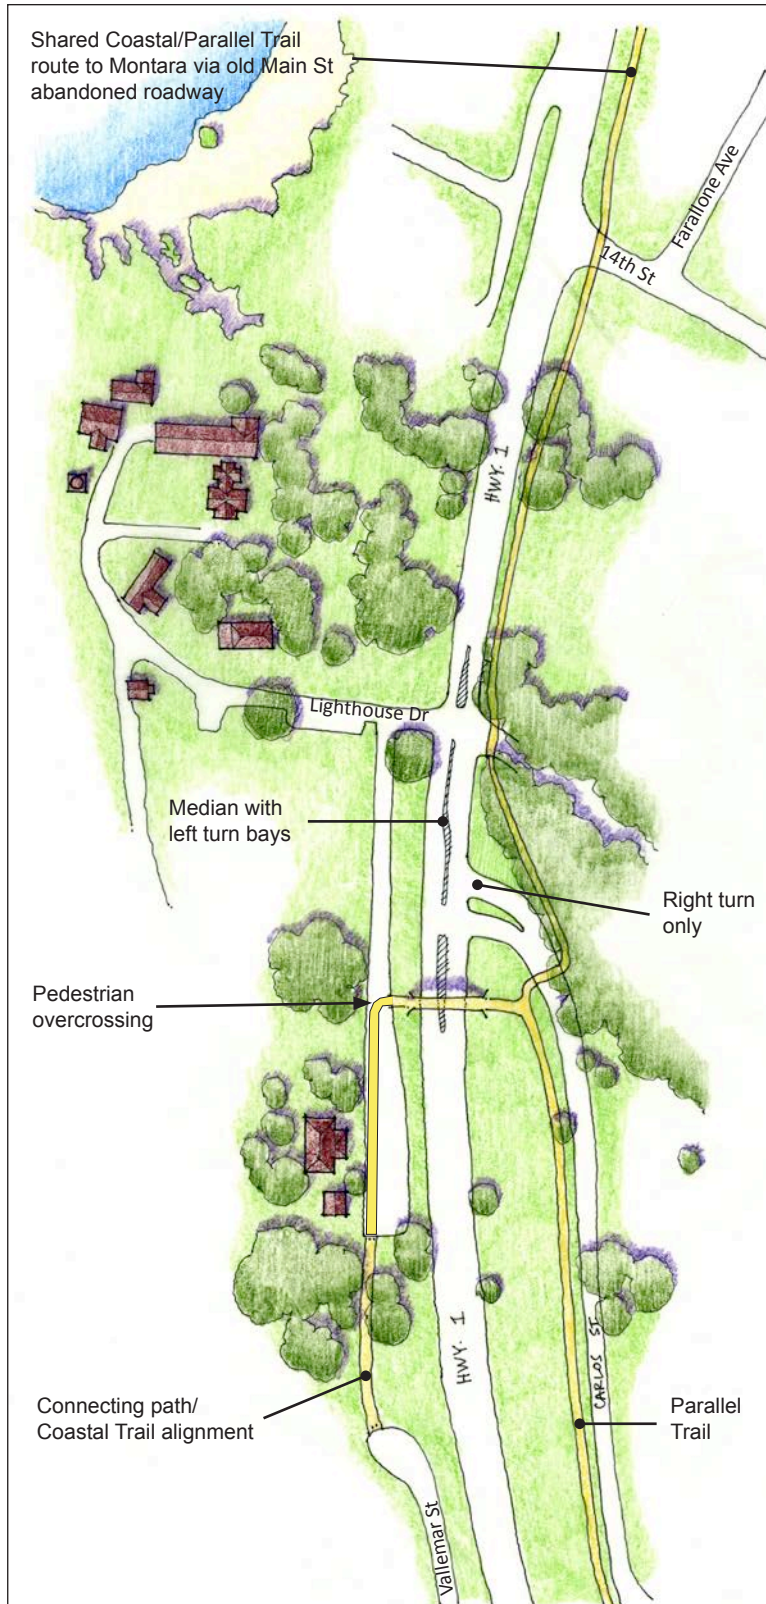 Shared Coastal/Parallel Trail
route to Montara via old Main St
abandoned roadway
Farallone Ave
14th St
HWY. 1
Lighthouse Dr
Median with
left turn bays
Right turn
only
Pedestrian
overcrossing
HWY. 1
CARLOS ST
Connecting path/
Coastal Trail alignment
Parallel
Trail
Vallemar St